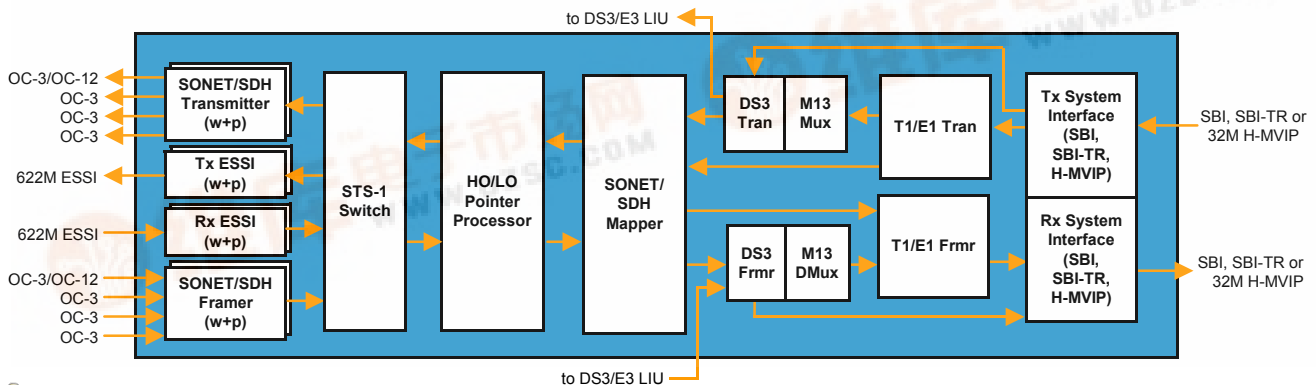 to DS3/E3 LIU
OC-3/OC-12
OC-3
OC-3
OC-3
622M ESSI
622M ESSI
OC-3/OC-12
OC-3
OC-3
OC-3
SONET/SDH
Transmitter
(w+p)
Tx ESSI
(w+p)
Rx ESSI
(w+p)
SONET/SDH
Framer
(w+p)
STS-1
Switch
HO/LO
Pointer
Processor
SONET/
SDH
Mapper
DS3
Tran
M13
Mux
T1/E1 Tran
DS3
Frmr
M13
DMux
T1/E1 Frmr
Tx System
Interface
(SBI,
SBI-TR,
H-MVIP)
Rx System
Interface
(SBI,
SBI-TR,
H-MVIP)
SBI, SBI-TR or
32M H-MVIP
SBI, SBI-TR or
32M H-MVIP
to DS3/E3 LIU